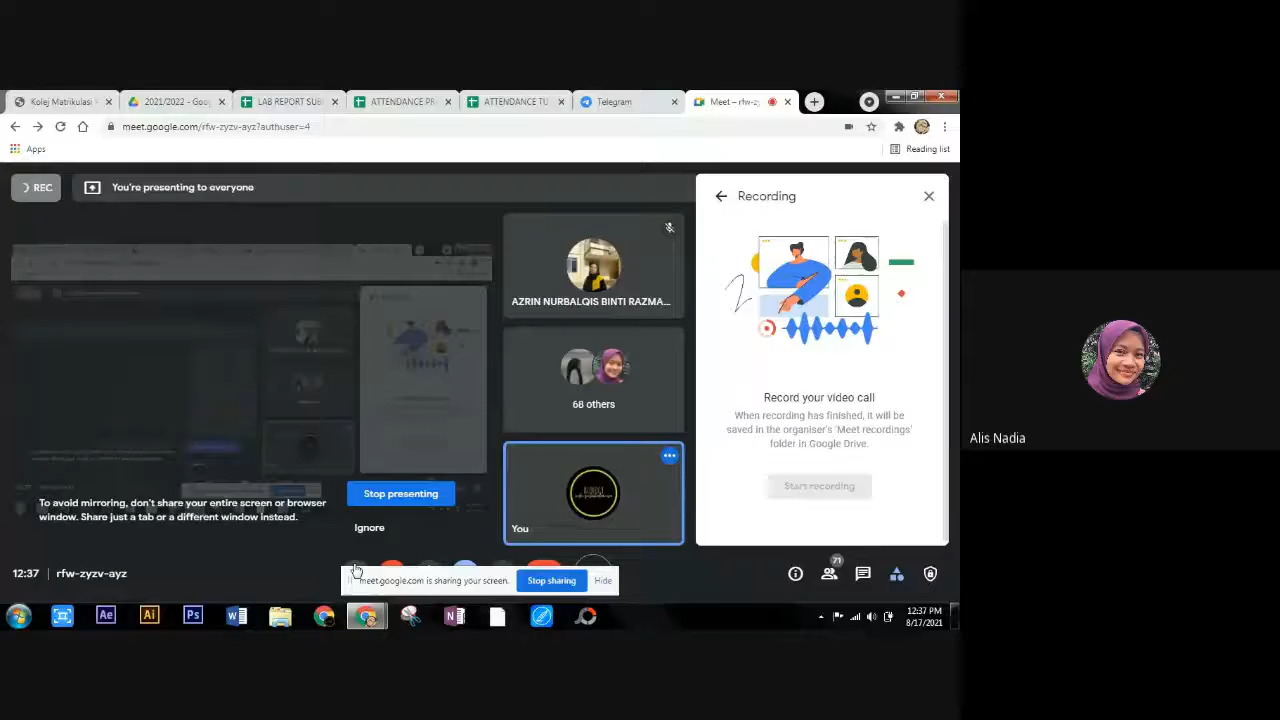 Kolej Matrikulasi
2021/2022 - Goo
LAB REPORT SUB
ATTENDANCE PR
ATTENDANCE TU
Telegram
Meet – rfw-zy
meet.google.com/rfw-zyzv-ayz?authuser=4
Apps
Reading list
REC
You're presenting to everyone
Recording
AZRIN NURBALQIS BINTI RAZMA...
68 others
Record your video call
When recording has finished, it will be
saved in the organiser's 'Meet recordings'
folder in Google Drive.
Start recording
To avoid mirroring, don't share your entire screen or browser
window. Share just a tab or a different window instead.
Stop presenting
Ignore
You
Alis Nadia
12:37 | rfw-zyzv-ayz
meet.google.com is sharing your screen.
Stop sharing
Hide
71
Ae
Ai
Ps
W
N
12:37 PM
8/17/2021